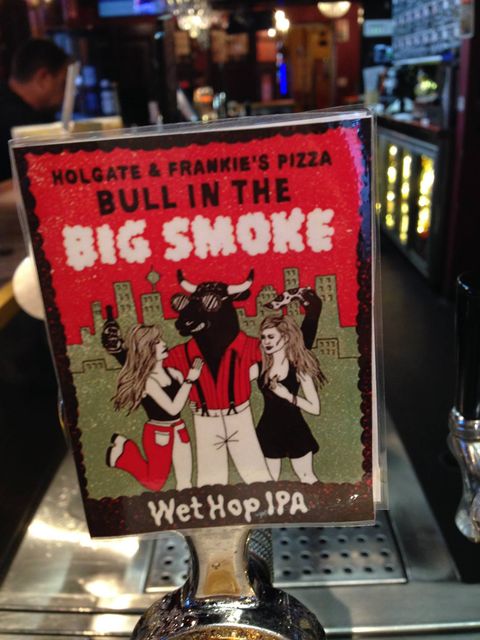 HOLGATE & FRANKIE'S PIZZA
BULL IN THE
BIG SMOKE
Wet Hop IPA